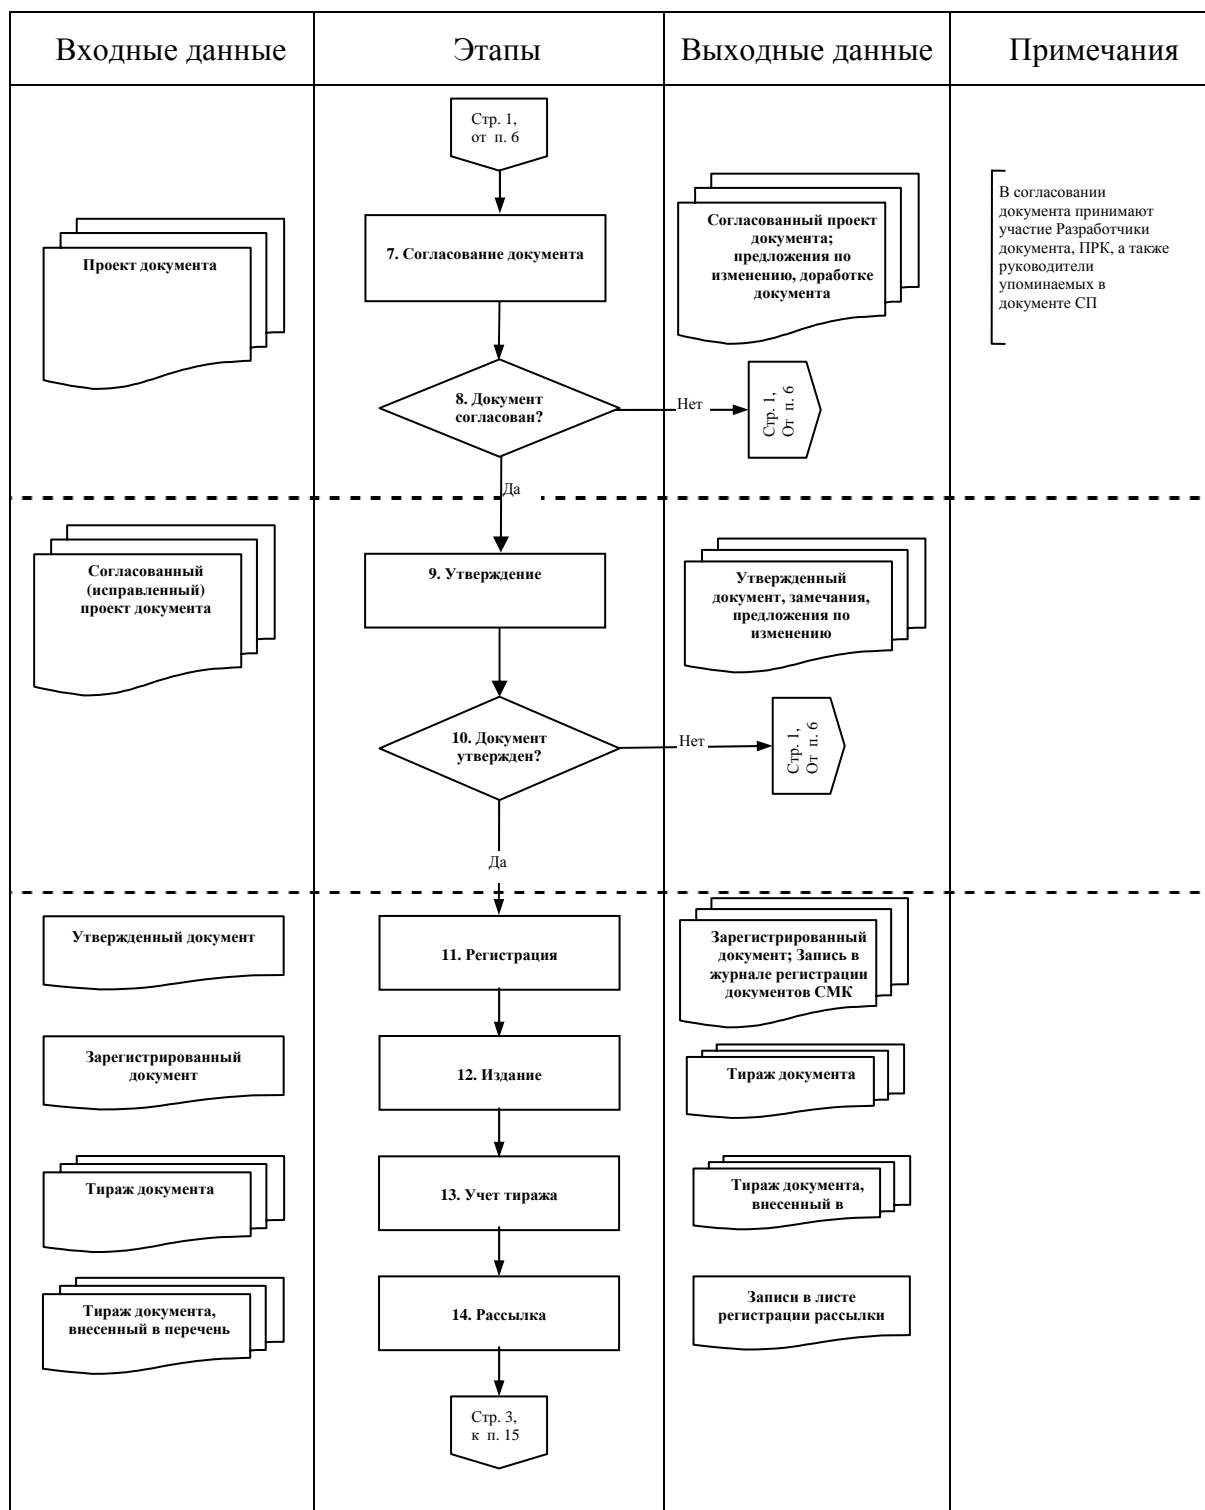 Входные данные
Этапы
Выходные данные
Примечания
Стр. 1,
от п. 6
Проект документа
7. Согласование документа
Согласованный проект
документа;
предложения по
изменению, доработке
документа
В согласовании
документа принимают
участие Разработчики
документа, ПРК, а также
руководители
упоминаемых в
документе СП
8. Документ
согласован?
Нет
Стр. 1,
От п. 6
Да
Согласованный
(исправленный)
проект документа
9. Утверждение
Утвержденный
документ, замечания,
предложения по
изменению
10. Документ
утвержден?
Нет
Стр. 1,
От п. 6
Да
Утвержденный документ
11. Регистрация
Зарегистрированный
документ; Запись в
журнале регистрации
документов СМК
Зарегистрированный
документ
12. Издание
Тираж документа
Тираж документа
13. Учет тиража
Тираж документа,
внесенный в
Тираж документа,
внесенный в перечень
14. Рассылка
Записи в листе
регистрации рассылки
Стр. 3,
к п. 15